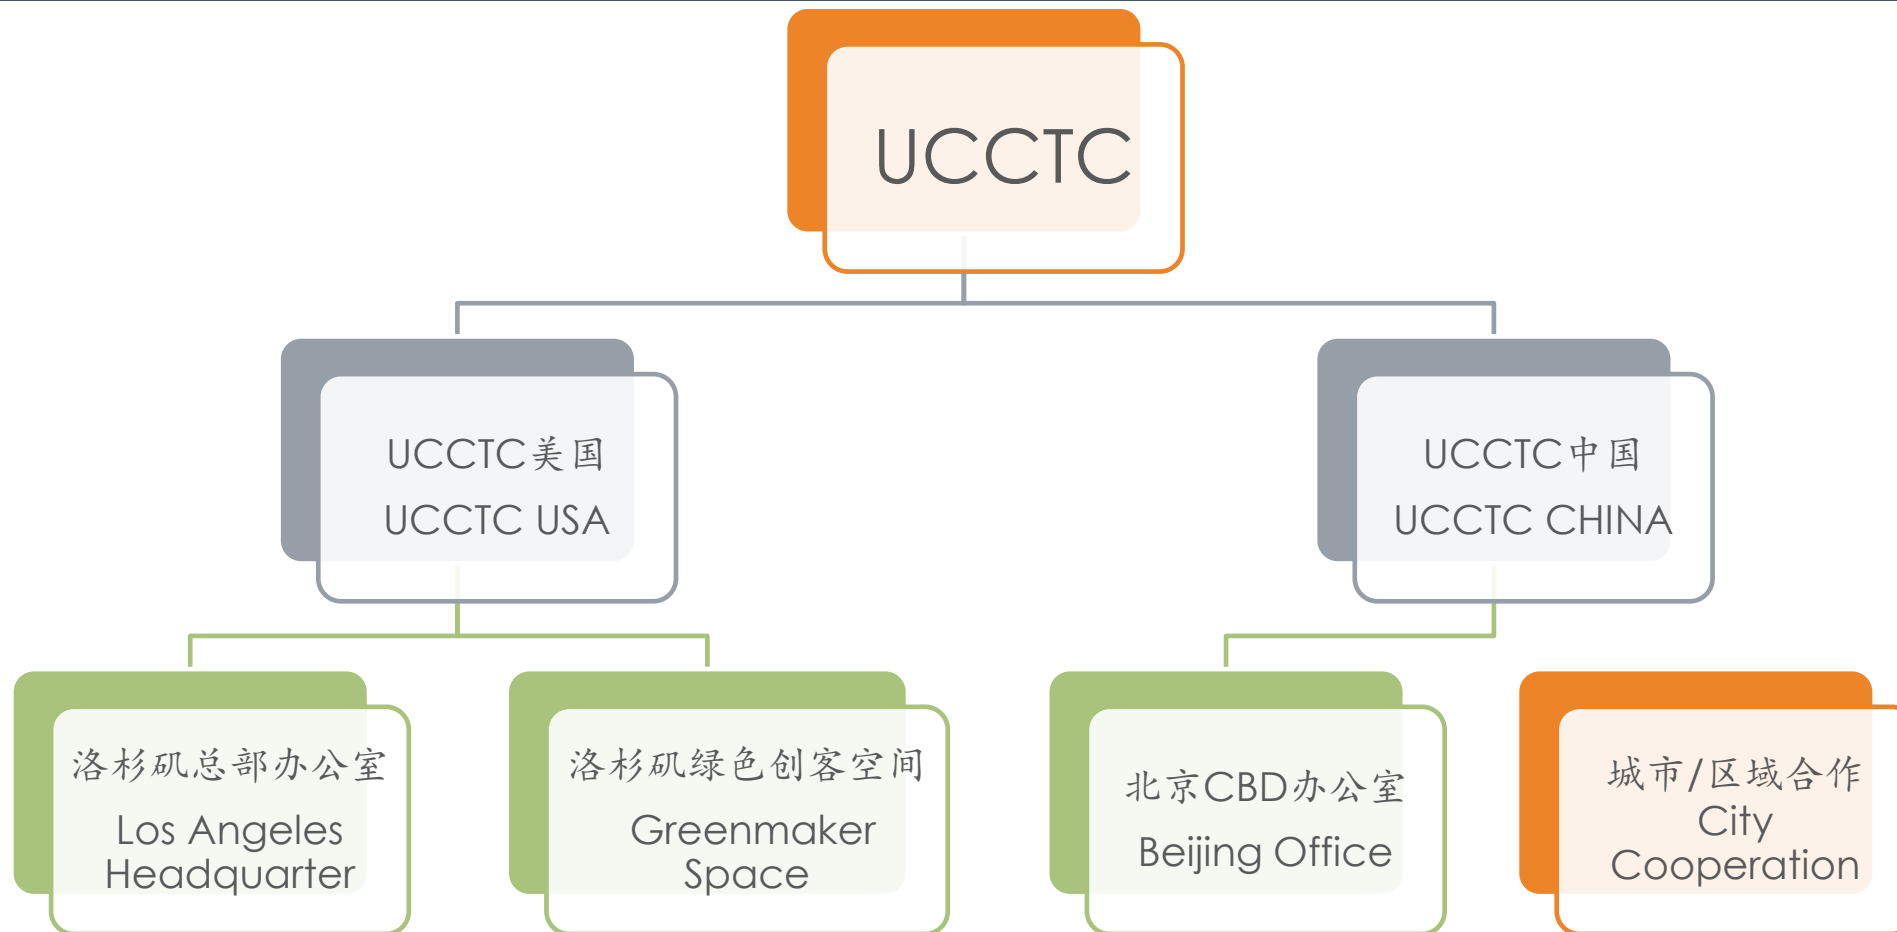 UCCTC
UCCTC美国
UCCTC USA
UCCTC中国
UCCTC CHINA
洛杉矶总部办公室
Los Angeles
Headquarter
洛杉矶绿色创客空间
Greenmaker
Space
北京CBD办公室
Beijing Office
城市/区域合作
City
Cooperation